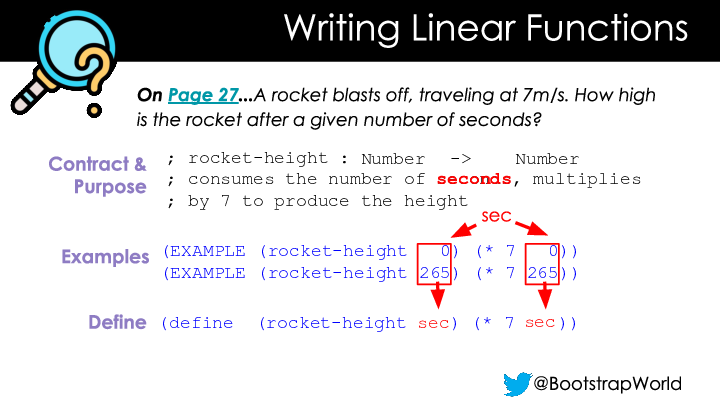 Writing Linear Functions
On Page 27...A rocket blasts off, traveling at 7m/s. How high
is the rocket after a given number of seconds?
Contract &
Purpose
; rocket-height : Number -> Number
; consumes the number of seconds, multiplies
; by 7 to produce the height
sec
Examples
(EXAMPLE (rocket-height 0) (* 7 0))
(EXAMPLE (rocket-height 265) (* 7 265))
Define (define (rocket-height sec) (* 7 sec))
@BootstrapWorld